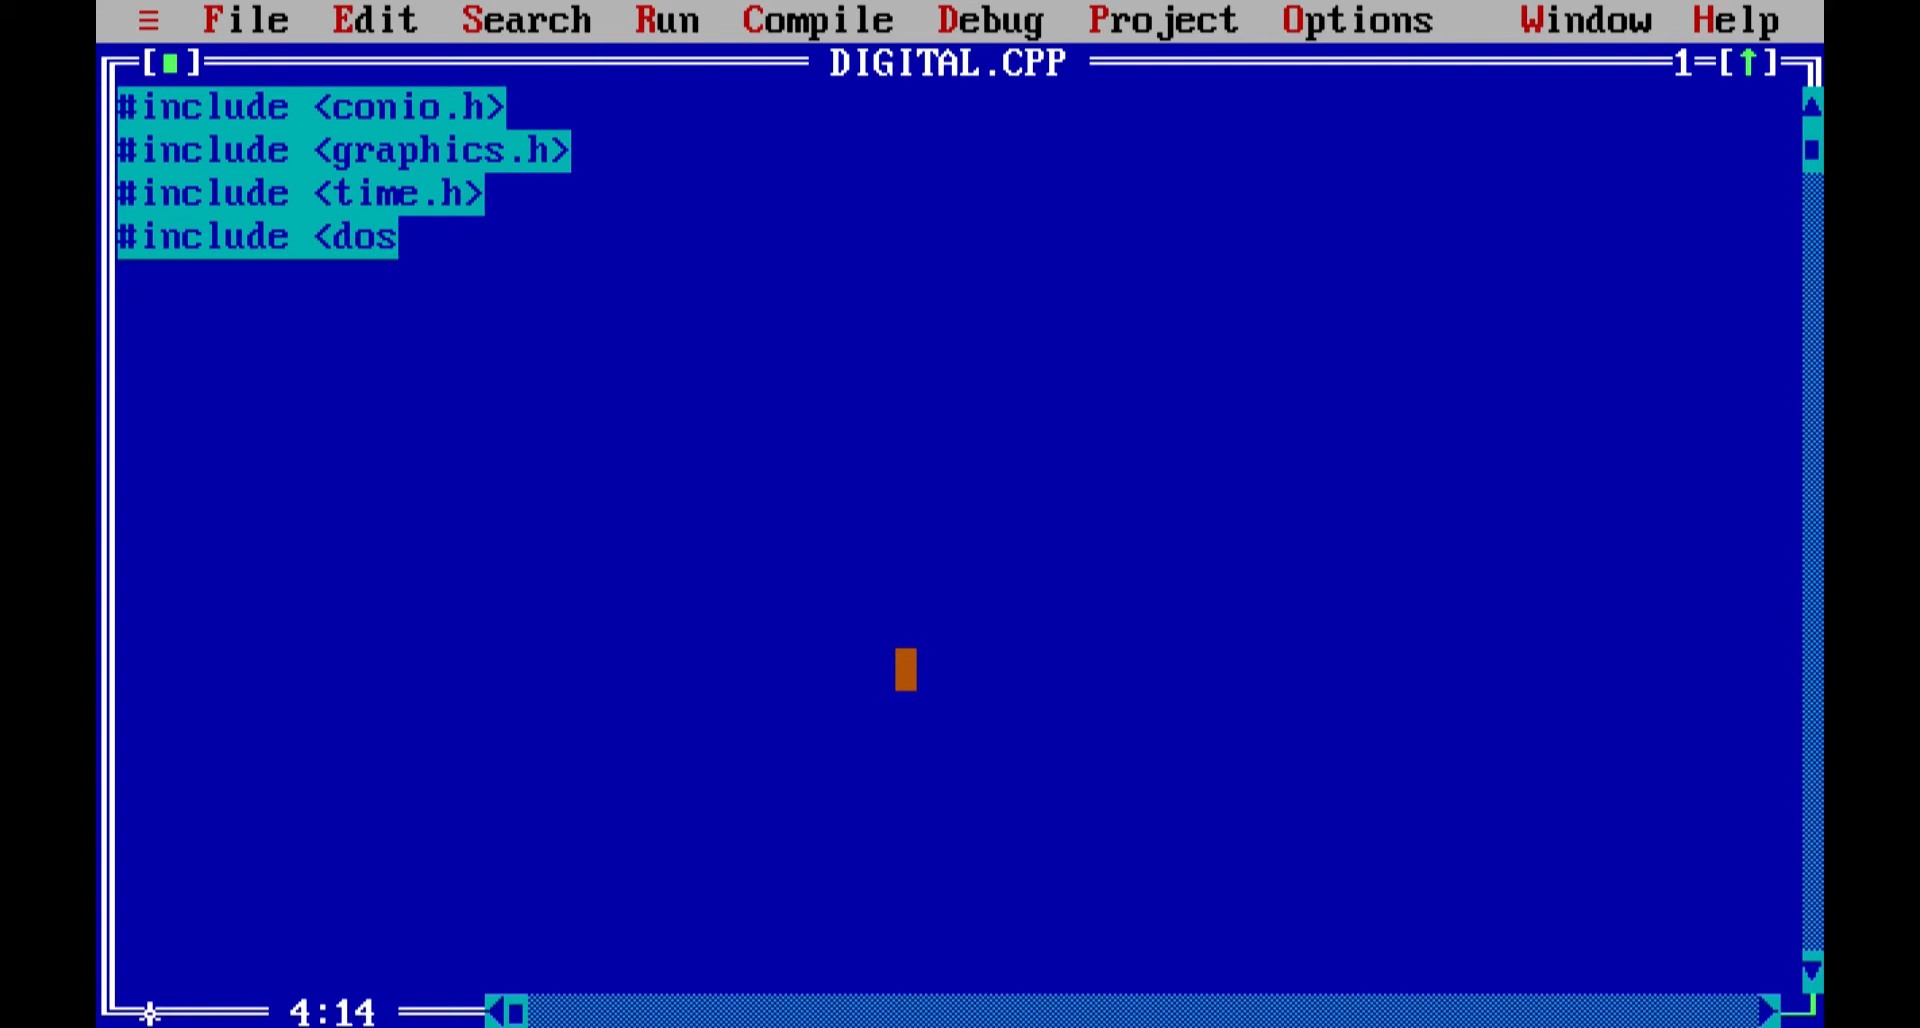 ≡ File Edit Search Run Compile Debug Project Options Window Help
[■] DIGITAL.CPP 1=[↑]
#include <conio.h>
#include <graphics.h>
#include <time.h>
#include <dos
4:14